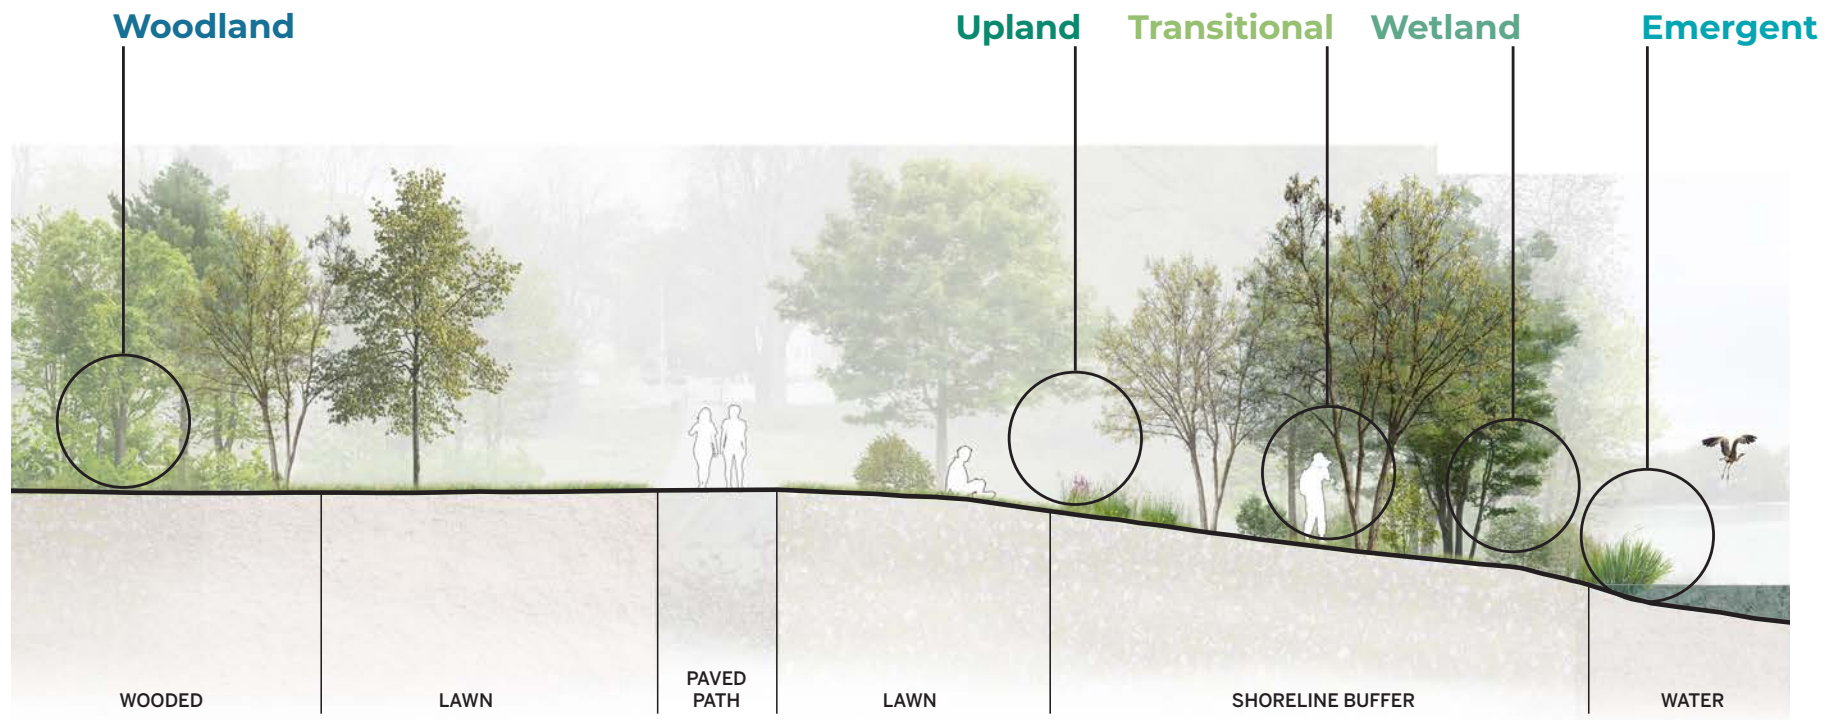 Woodland
Upland
Transitional
Wetland
Emergent
WOODED
LAWN
PAVED
PATH
LAWN
SHORELINE BUFFER
WATER